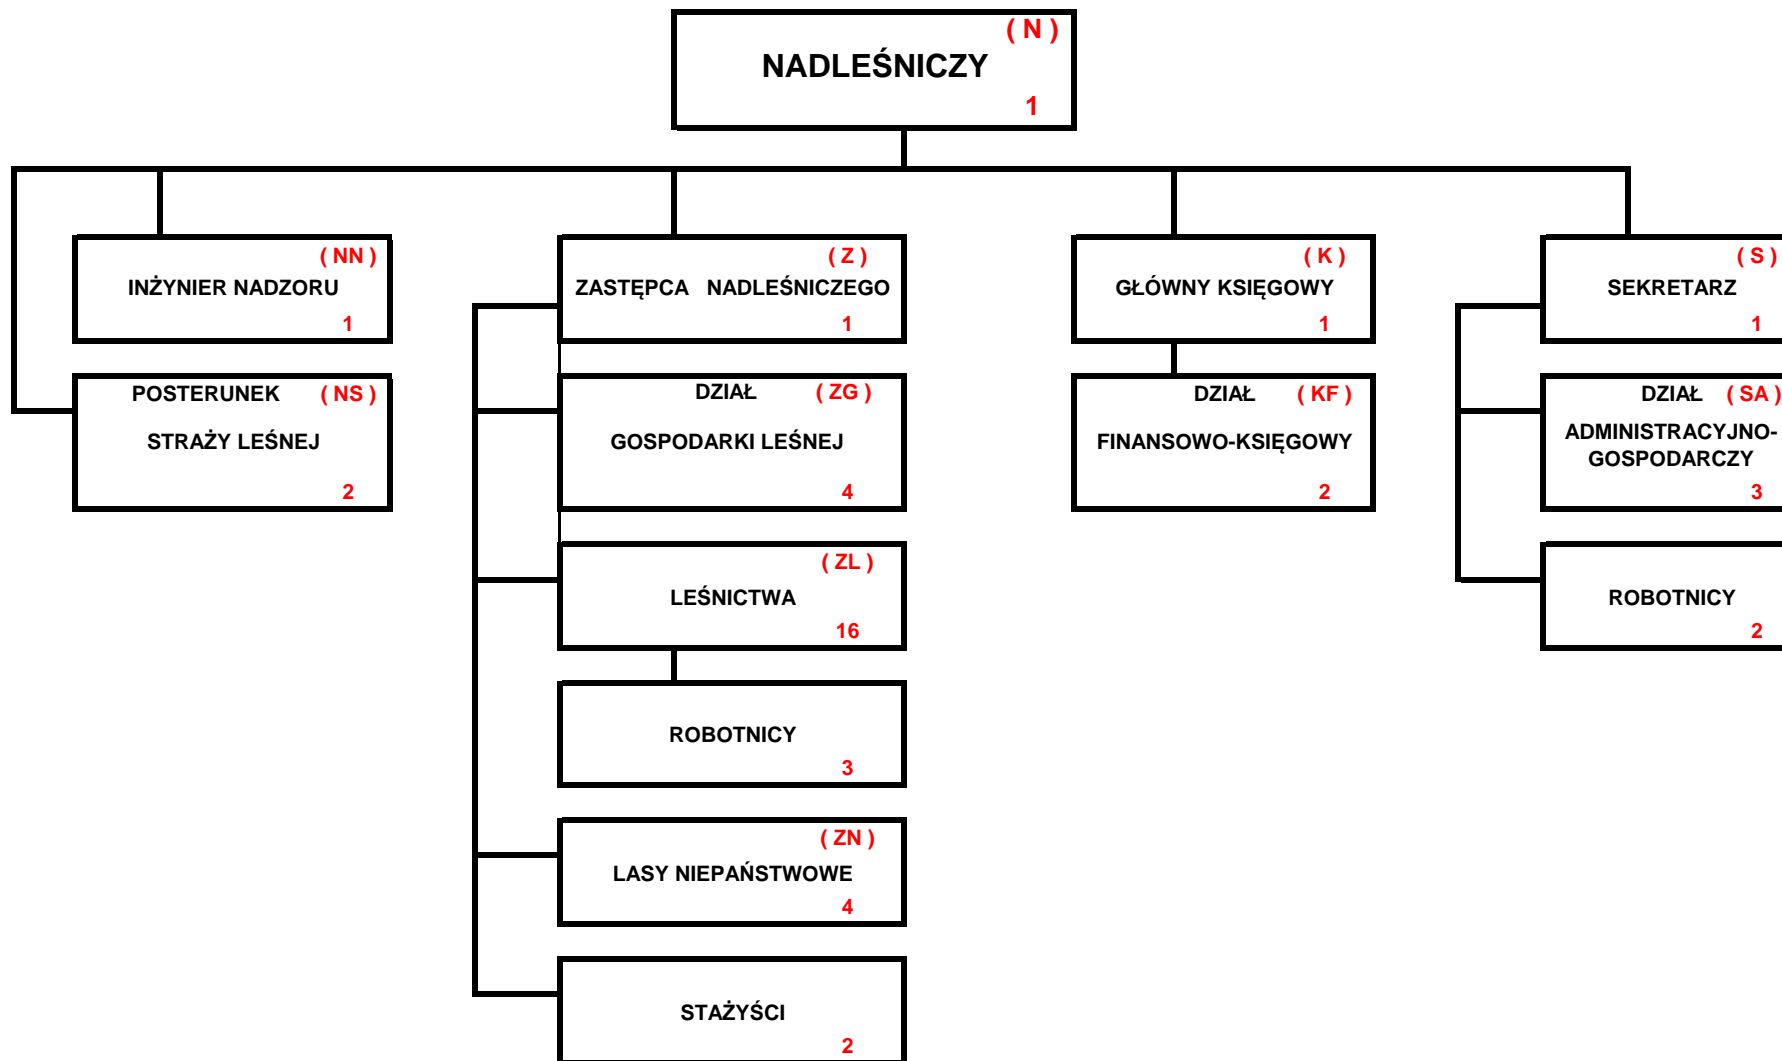 ( N )
NADLEŚNICZY
1
( NN )
INŻYNIER NADZORU
1
( Z )
ZASTĘPCA NADLEŚNICZEGO
1
( K )
GŁÓWNY KSIĘGOWY
1
( S )
SEKRETARZ
1
POSTERUNEK ( NS )
STRAŻY LEŚNEJ
2
DZIAŁ ( ZG )
GOSPODARKI LEŚNEJ
4
DZIAŁ ( KF )
FINANSOWO-KSIĘGOWY
2
DZIAŁ ( SA )
ADMINISTRACYJNO-
GOSPODARCZY
3
( ZL )
LEŚNICTWA
16
ROBOTNICY
2
ROBOTNICY
3
( ZN )
LASY NIEPAŃSTWOWE
4
STAŻYŚCI
2